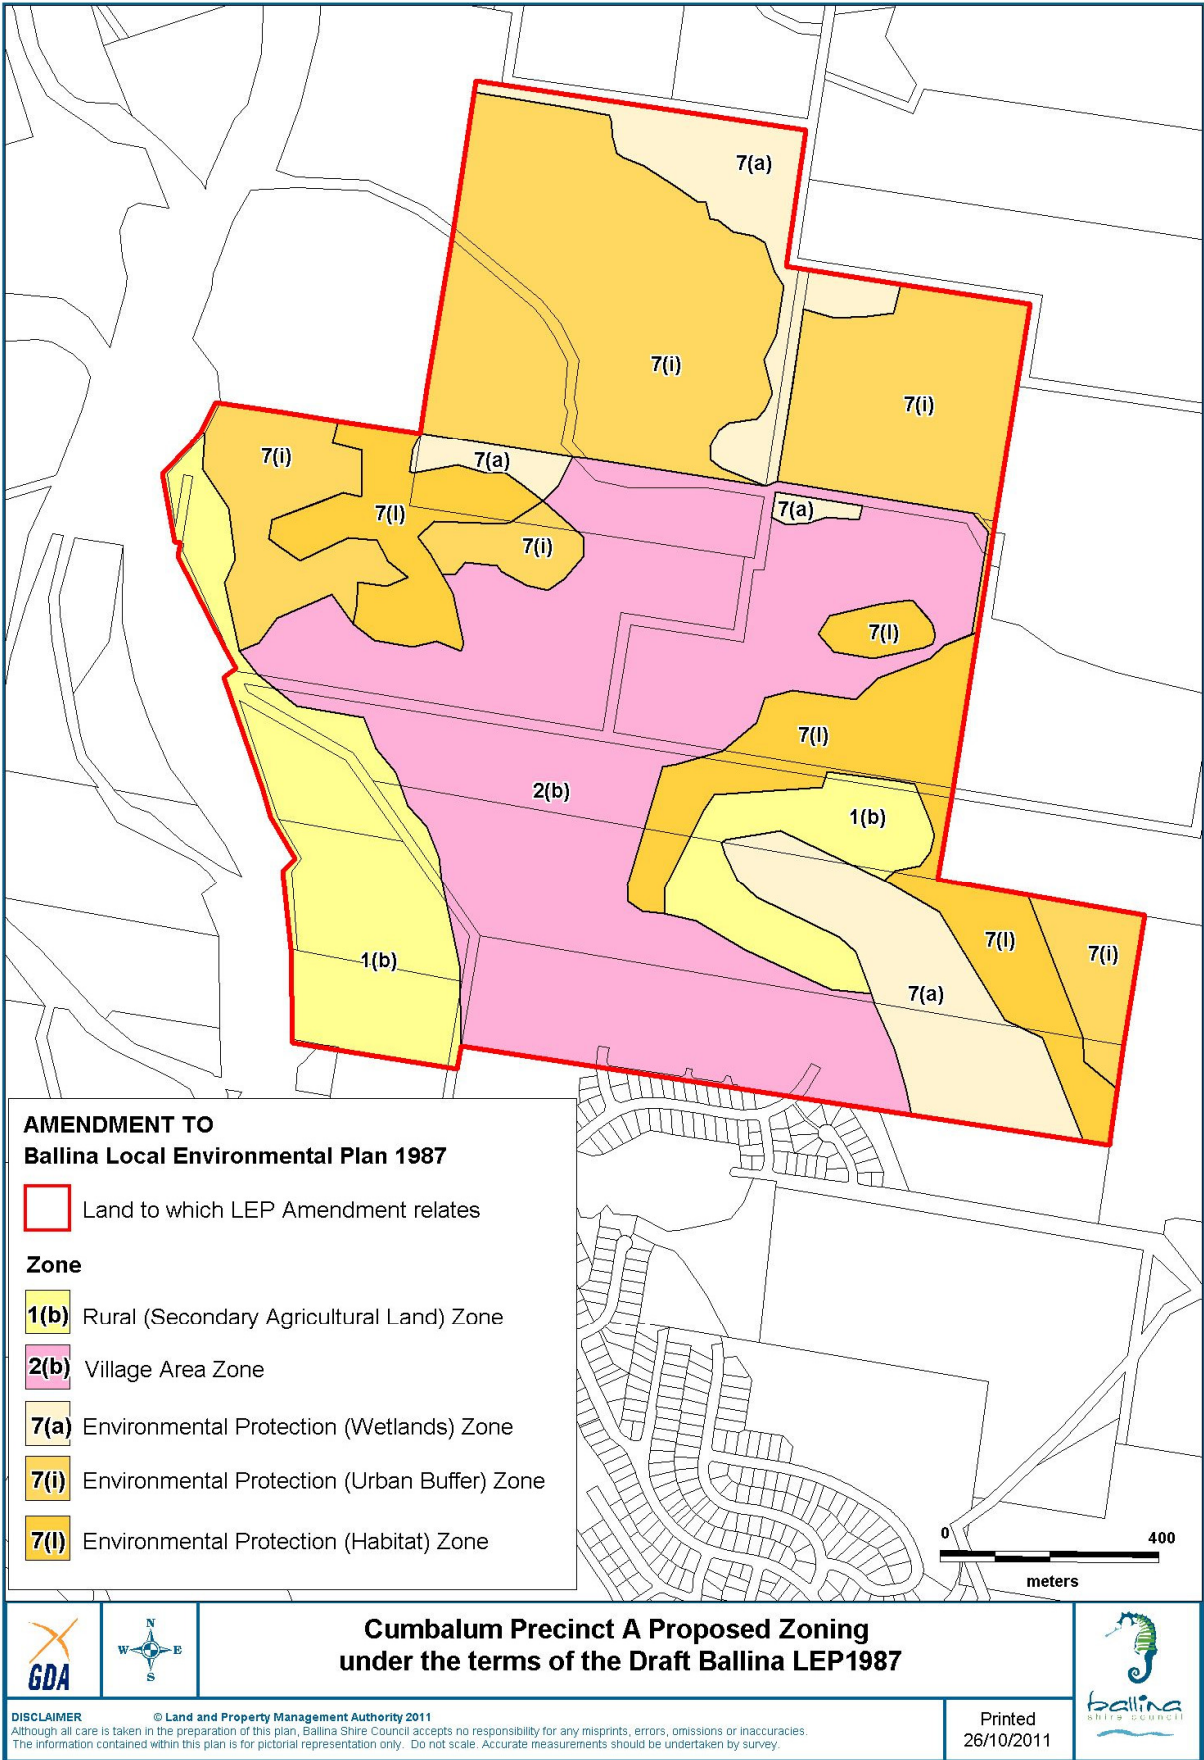 7(a)
7(i)
7(i)
7(i)
7(a)
7(l)
7(a)
7(i)
7(l)
7(l)
2(b)
1(b)
7(l)
7(i)
1(b)
7(a)
AMENDMENT TO
Ballina Local Environmental Plan 1987
Land to which LEP Amendment relates
Zone
1(b) Rural (Secondary Agricultural Land) Zone
2(b) Village Area Zone
7(a) Environmental Protection (Wetlands) Zone
7(i) Environmental Protection (Urban Buffer) Zone
7(l) Environmental Protection (Habitat) Zone
0 400
meters
GDA
N
W E
S
Cumbalum Precinct A Proposed Zoning
under the terms of the Draft Ballina LEP1987
ballina
shire council
DISCLAIMER © Land and Property Management Authority 2011
Although all care is taken in the preparation of this plan, Ballina Shire Council accepts no responsibility for any misprints, errors, omissions or inaccuracies.
The information contained within this plan is for pictorial representation only. Do not scale. Accurate measurements should be undertaken by survey.
Printed
26/10/2011